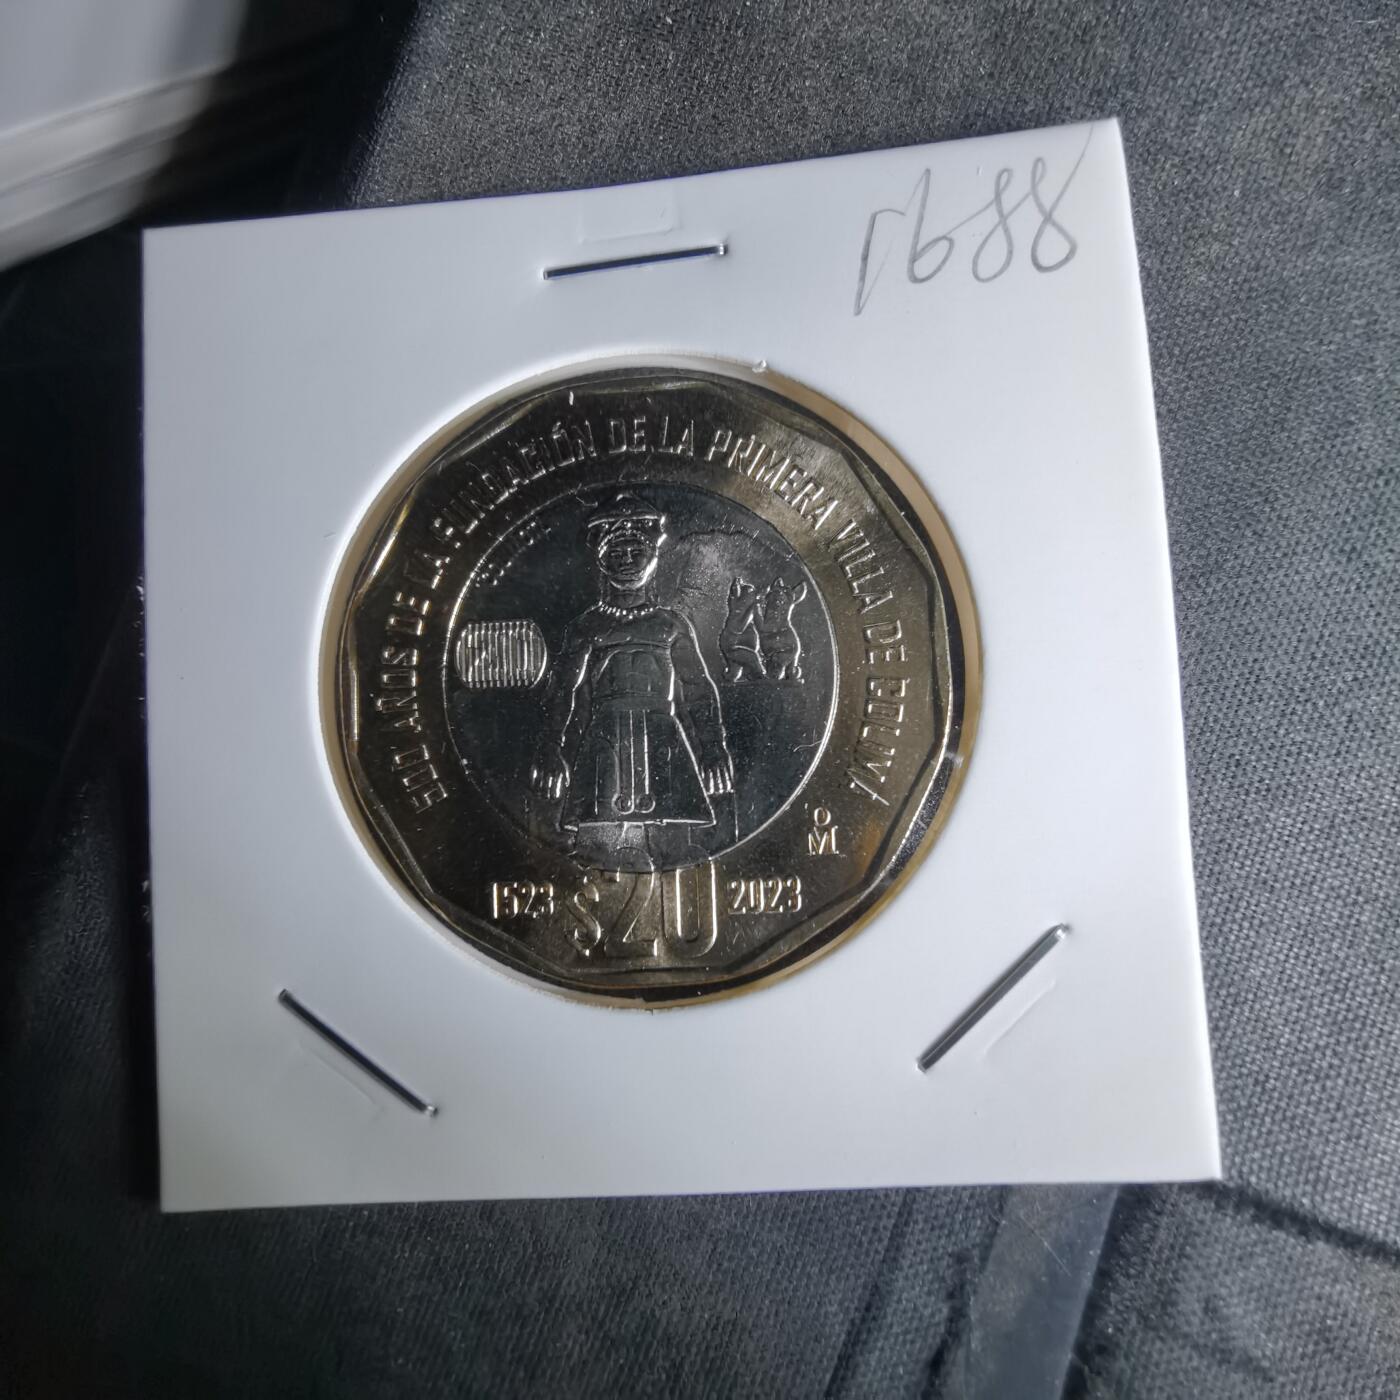 1688
500 AÑOS DE LA FUNDACIÓN DE LA PRIMERA VILLA DE COLIMA
1523 $20 2023
M̊